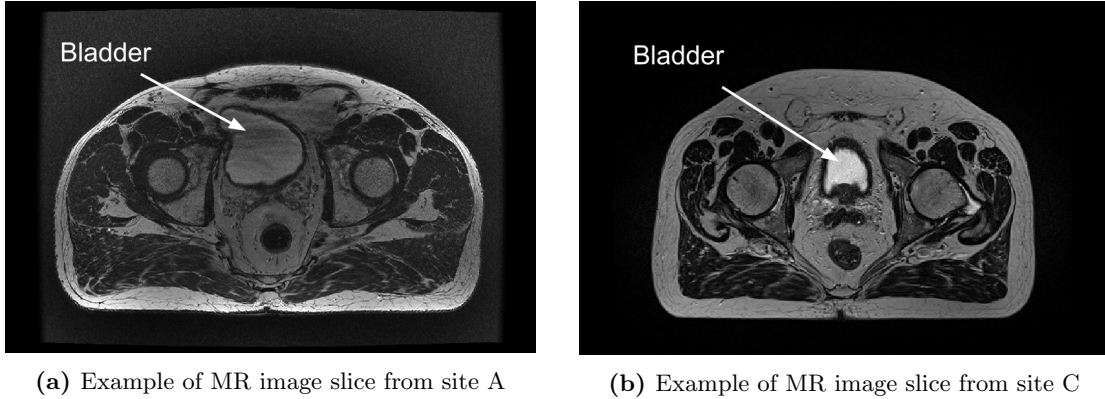 Bladder
Bladder
(a) Example of MR image slice from site A
(b) Example of MR image slice from site C